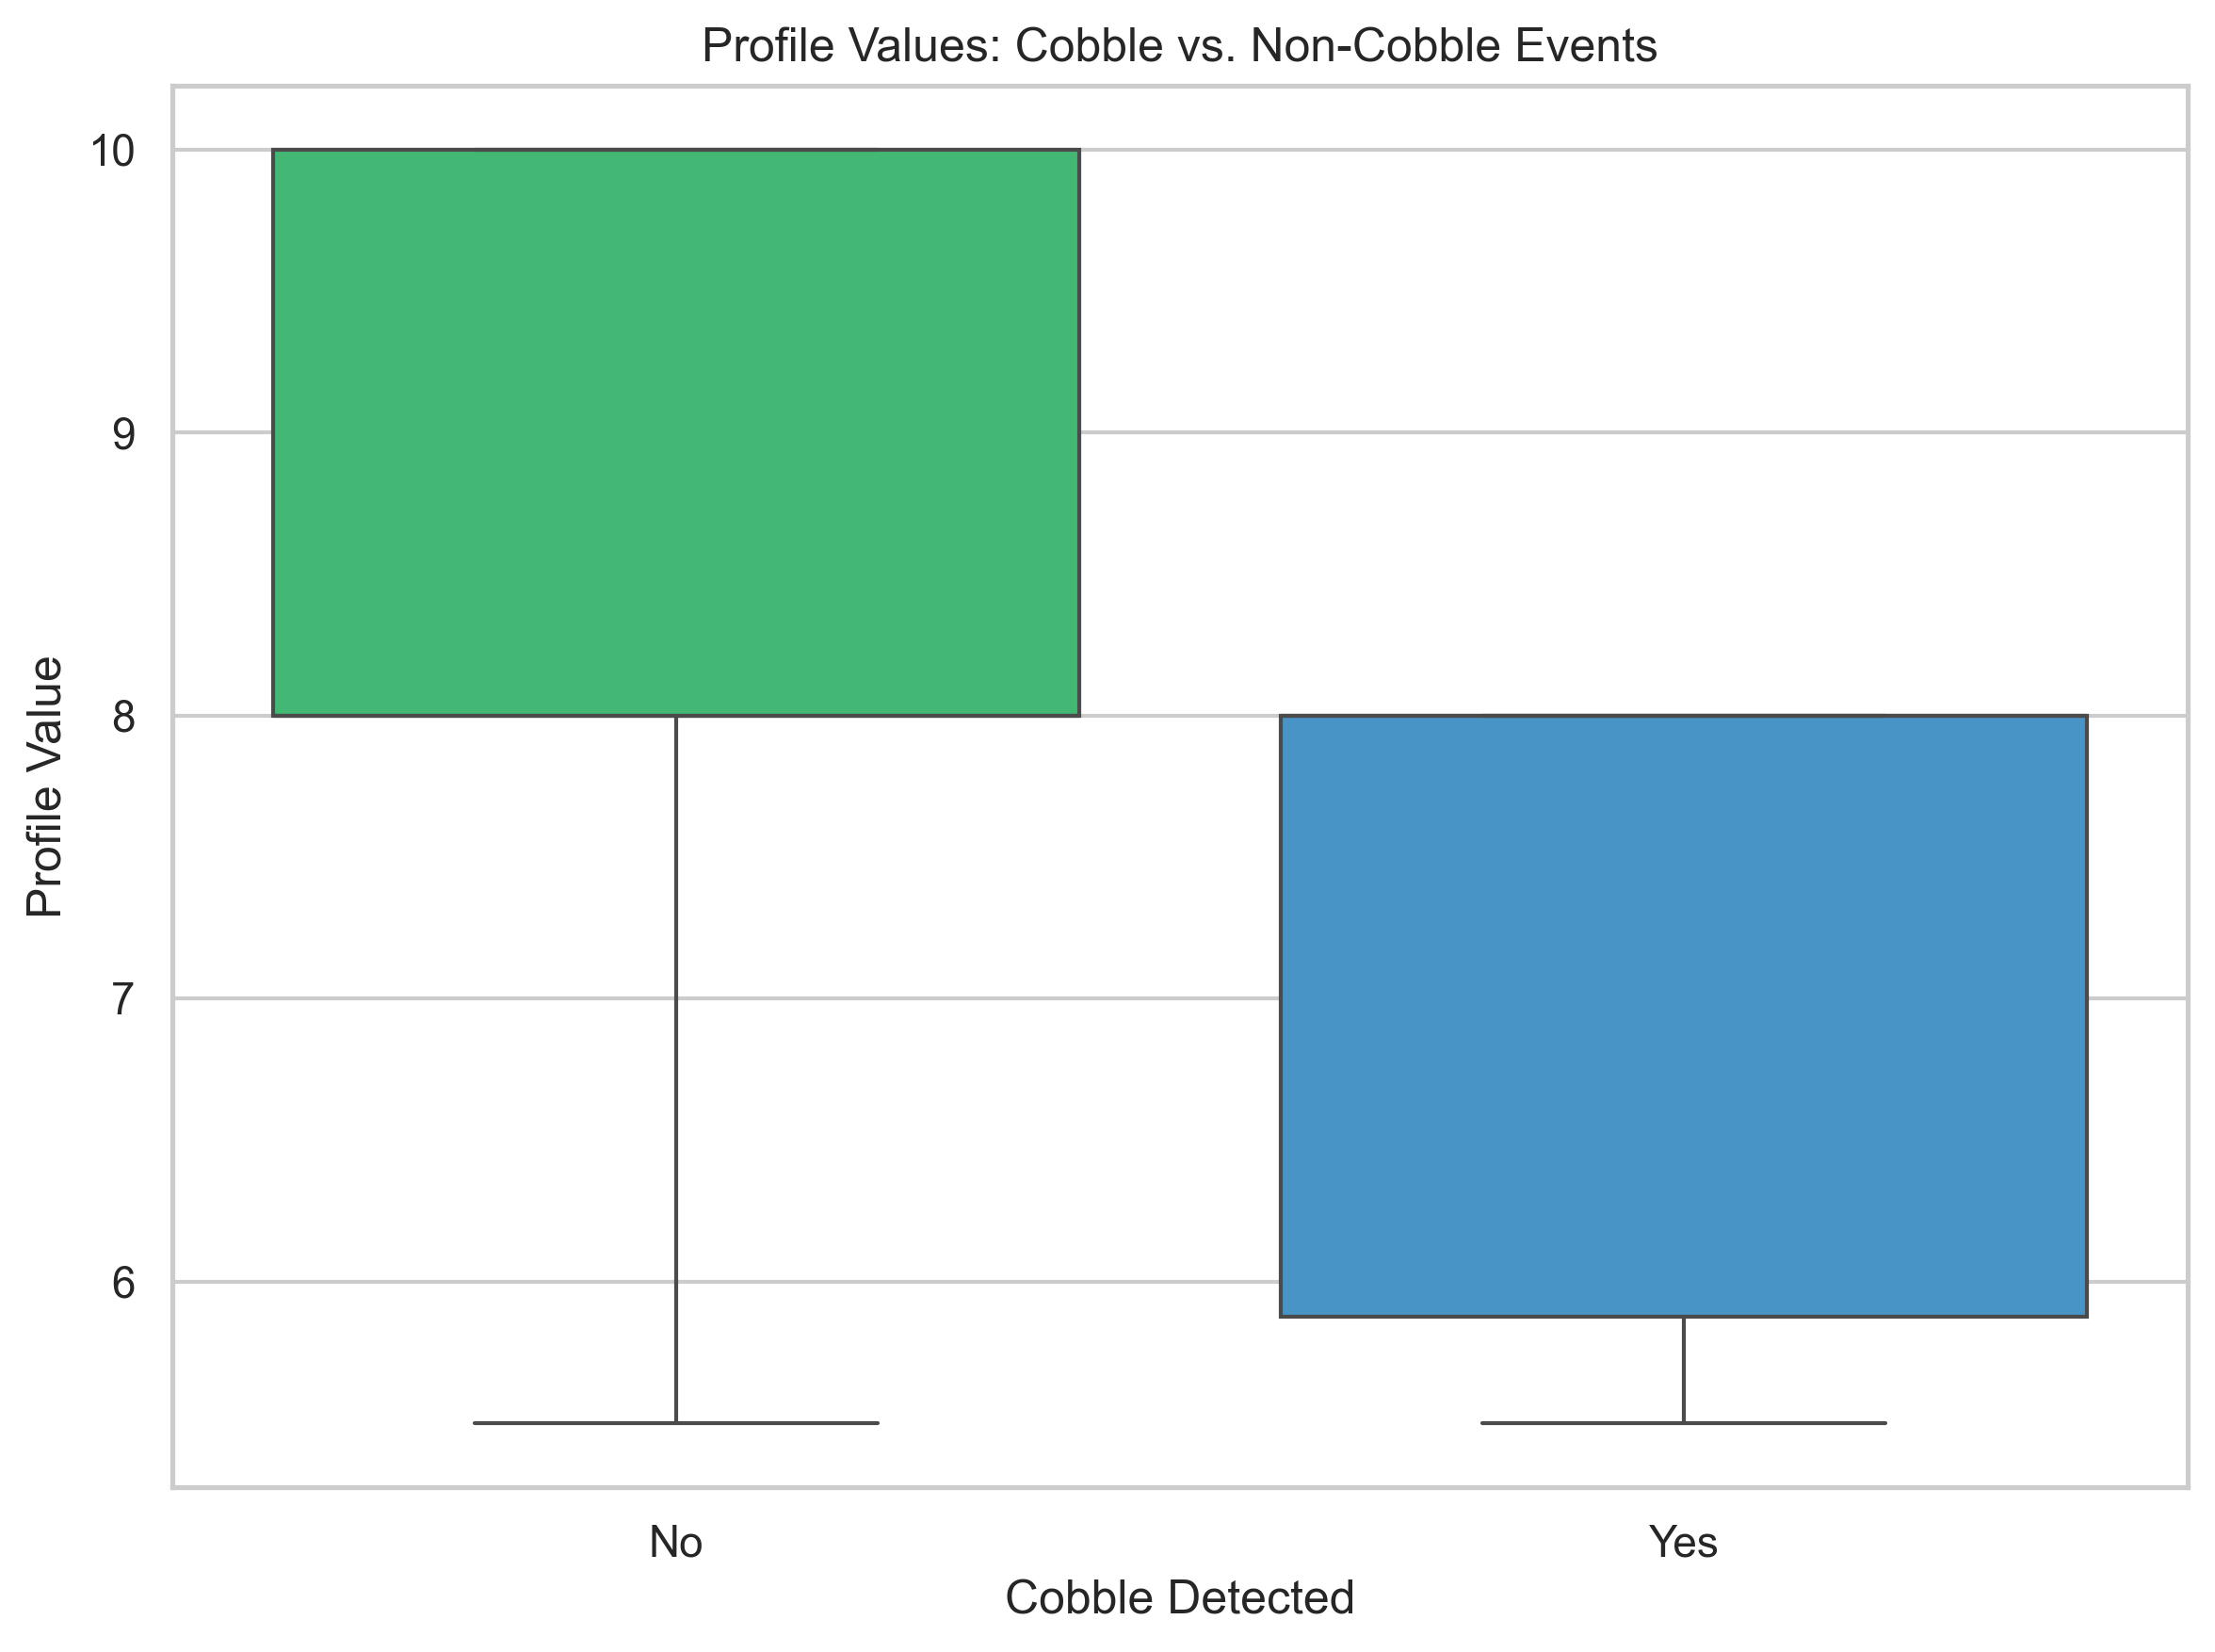 Profile Values: Cobble vs. Non-Cobble Events
Profile Value
10
9
8
7
6
No
Yes
Cobble Detected